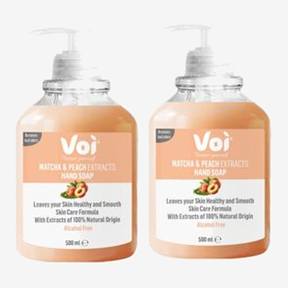 Voi
MATCHA & PEACH EXTRACTS
HAND SOAP
Leaves your Skin Healthy and Smooth
Skin Care Formula
With Extracts of 100% Natural Origin
Alcohol Free
500 ml e
Voi
MATCHA & PEACH EXTRACTS
HAND SOAP
Leaves your Skin Healthy and Smooth
Skin Care Formula
With Extracts of 100% Natural Origin
Alcohol Free
500 ml e